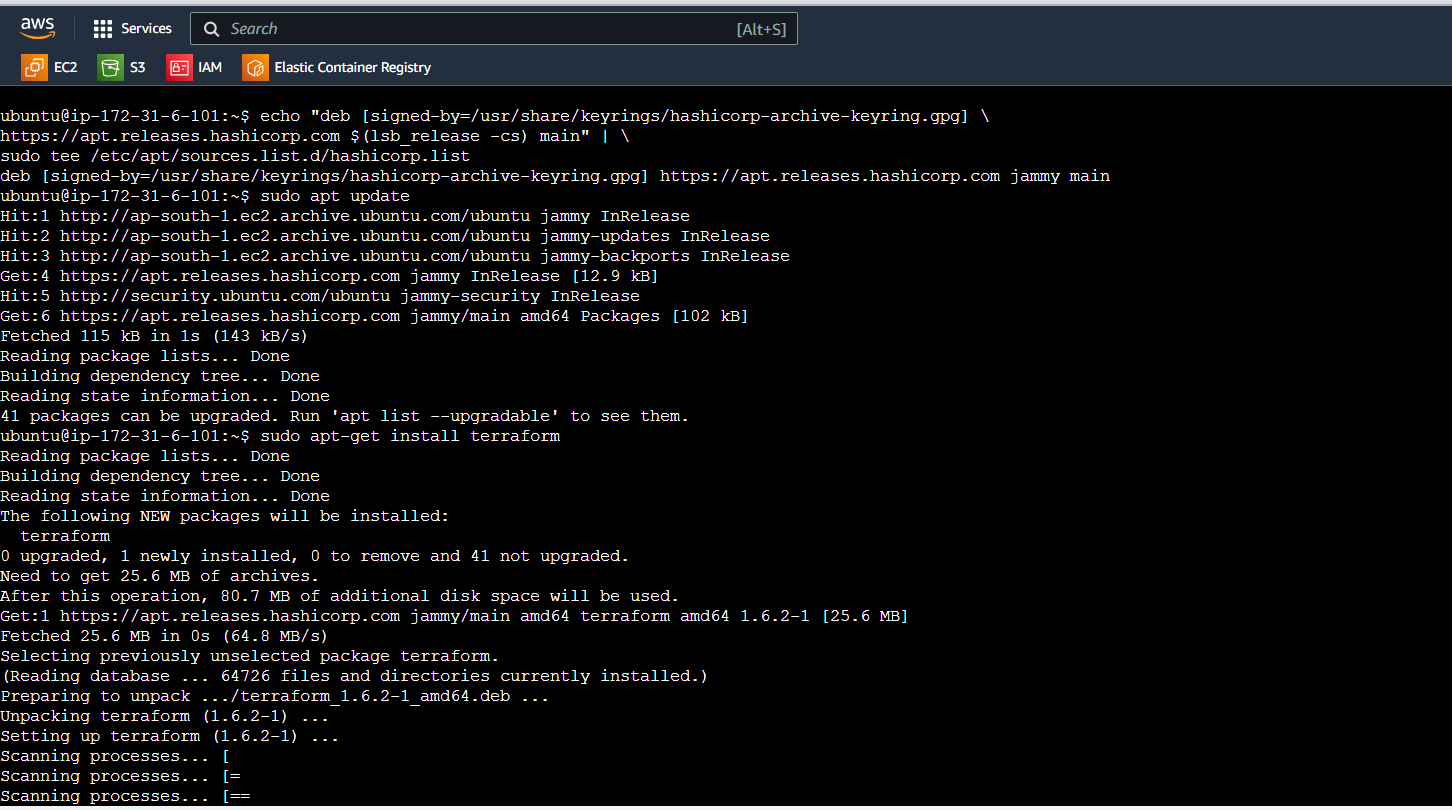 aws
Services
Search
[Alt+S]
EC2
S3
IAM
Elastic Container Registry
ubuntu@ip-172-31-6-101:~$ echo "deb [signed-by=/usr/share/keyrings/hashicorp-archive-keyring.gpg] \
https://apt.releases.hashicorp.com $(lsb_release -cs) main" | \
sudo tee /etc/apt/sources.list.d/hashicorp.list
deb [signed-by=/usr/share/keyrings/hashicorp-archive-keyring.gpg] https://apt.releases.hashicorp.com jammy main
ubuntu@ip-172-31-6-101:~$ sudo apt update
Hit:1 http://ap-south-1.ec2.archive.ubuntu.com/ubuntu jammy InRelease
Hit:2 http://ap-south-1.ec2.archive.ubuntu.com/ubuntu jammy-updates InRelease
Hit:3 http://ap-south-1.ec2.archive.ubuntu.com/ubuntu jammy-backports InRelease
Get:4 https://apt.releases.hashicorp.com jammy InRelease [12.9 kB]
Hit:5 http://security.ubuntu.com/ubuntu jammy-security InRelease
Get:6 https://apt.releases.hashicorp.com jammy/main amd64 Packages [102 kB]
Fetched 115 kB in 1s (143 kB/s)
Reading package lists... Done
Building dependency tree... Done
Reading state information... Done
41 packages can be upgraded. Run 'apt list --upgradable' to see them.
ubuntu@ip-172-31-6-101:~$ sudo apt-get install terraform
Reading package lists... Done
Building dependency tree... Done
Reading state information... Done
The following NEW packages will be installed:
  terraform
0 upgraded, 1 newly installed, 0 to remove and 41 not upgraded.
Need to get 25.6 MB of archives.
After this operation, 80.7 MB of additional disk space will be used.
Get:1 https://apt.releases.hashicorp.com jammy/main amd64 terraform amd64 1.6.2-1 [25.6 MB]
Fetched 25.6 MB in 0s (64.8 MB/s)
Selecting previously unselected package terraform.
(Reading database ... 64726 files and directories currently installed.)
Preparing to unpack .../terraform_1.6.2-1_amd64.deb ...
Unpacking terraform (1.6.2-1) ...
Setting up terraform (1.6.2-1) ...
Scanning processes... [
Scanning processes... [=
Scanning processes... [==